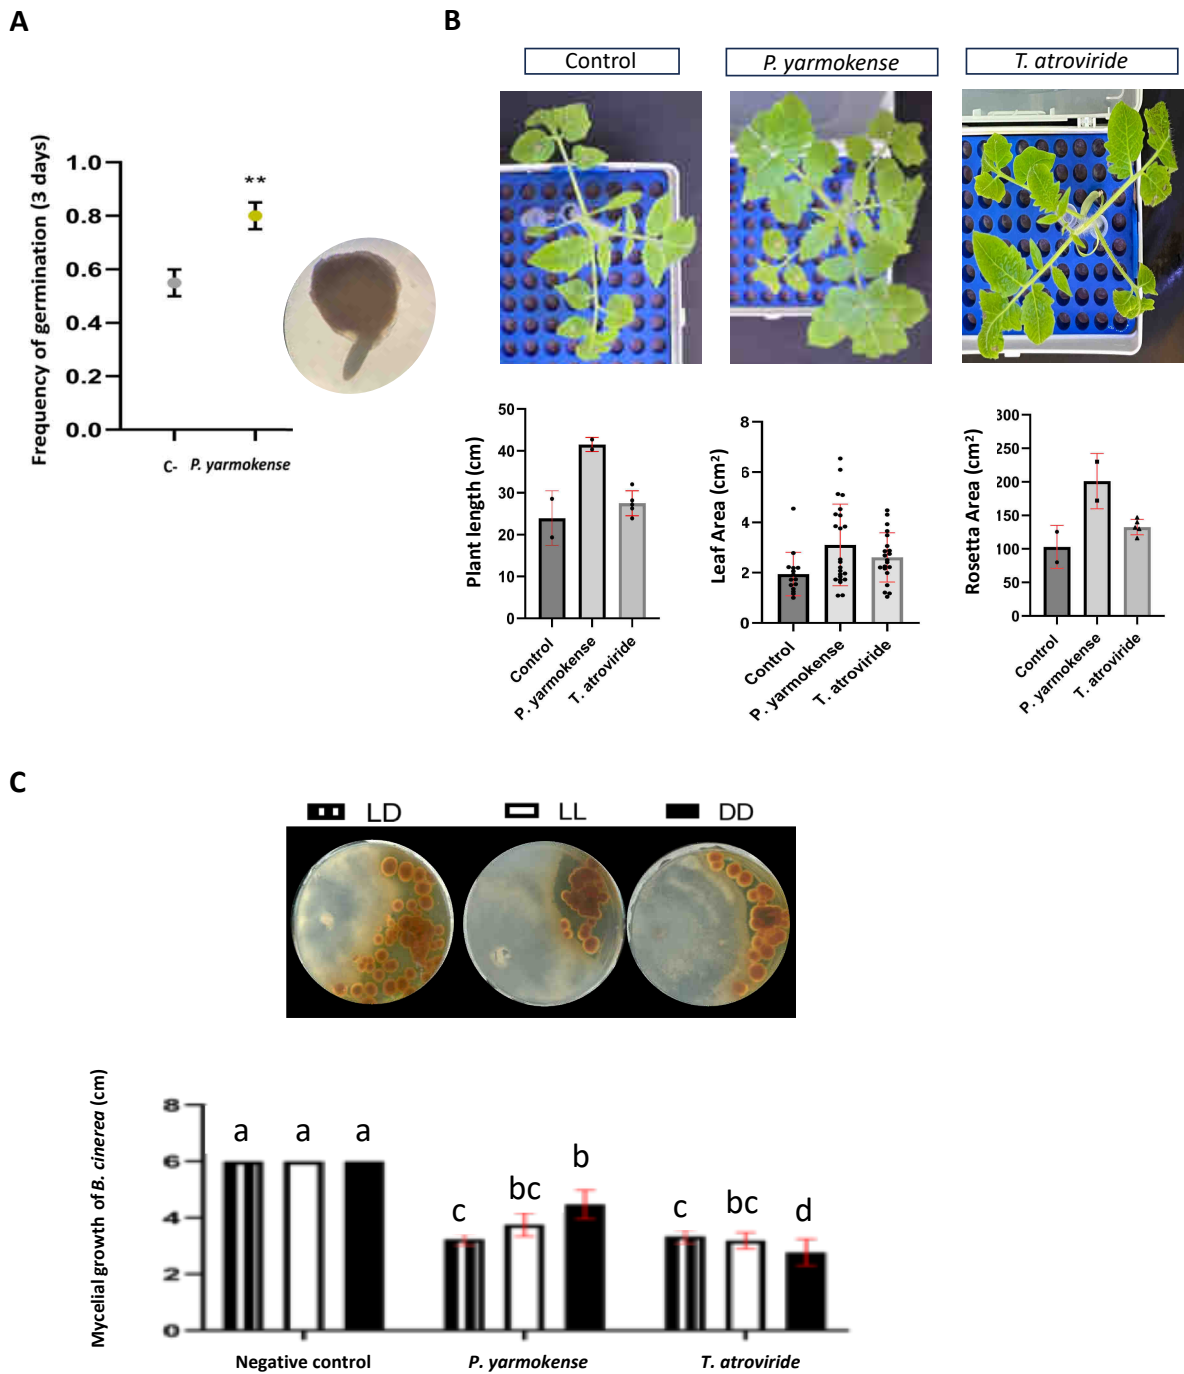 A
B
Control
P. yarmokense
T. atroviride
Frequency of germination (3 days)
1.0
0.8
0.6
0.4
0.2
0.0
**
C-
P. yarmokense
Plant length (cm)
50
40
30
20
10
0
Control
P. yarmokense
T. atroviride
Leaf Area (cm²)
8
6
4
2
0
Control
P. yarmokense
T. atroviride
Rosetta Area (cm²)
300
250
200
150
100
50
0
Control
P. yarmokense
T. atroviride
C
LD
LL
DD
Mycelial growth of B. cinerea (cm)
8
6
4
2
0
a
a
a
c
bc
b
c
bc
d
Negative control
P. yarmokense
T. atroviride